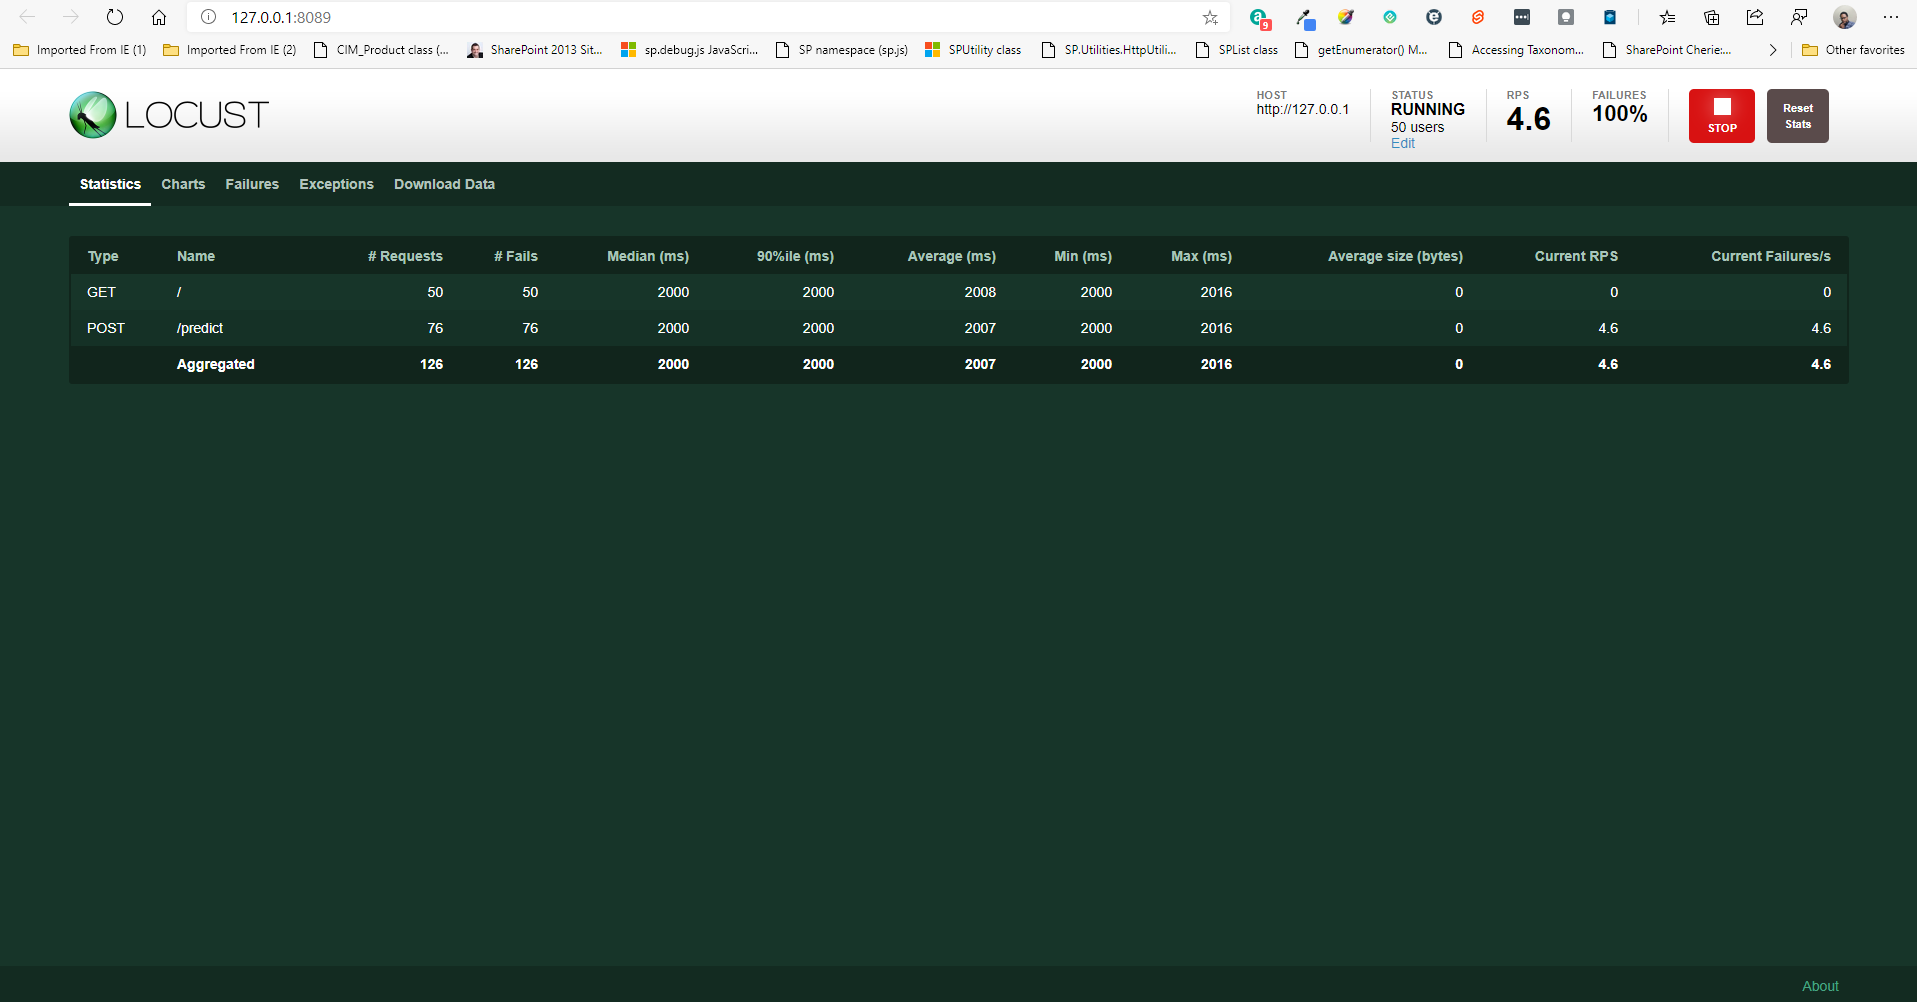 127.0.0.1:8089
9
Imported From IE (1) Imported From IE (2) CIM_Product class (... SharePoint 2013 Sit... sp.debug.js JavaScri... SP namespace (sp.js) SPUtility class SP.Utilities.HttpUtili... SPList class getEnumerator() M... Accessing Taxonom... SharePoint Cherie:... Other favorites
LOCUST
HOST
http://127.0.0.1
STATUS
RUNNING
50 users
Edit
RPS
4.6
FAILURES
100%
STOP
Reset
Stats
Statistics Charts Failures Exceptions Download Data
Type Name # Requests # Fails Median (ms) 90%ile (ms) Average (ms) Min (ms) Max (ms) Average size (bytes) Current RPS Current Failures/s
GET / 50 50 2000 2000 2008 2000 2016 0 0 0
POST /predict 76 76 2000 2000 2007 2000 2016 0 4.6 4.6
Aggregated 126 126 2000 2000 2007 2000 2016 0 4.6 4.6
About